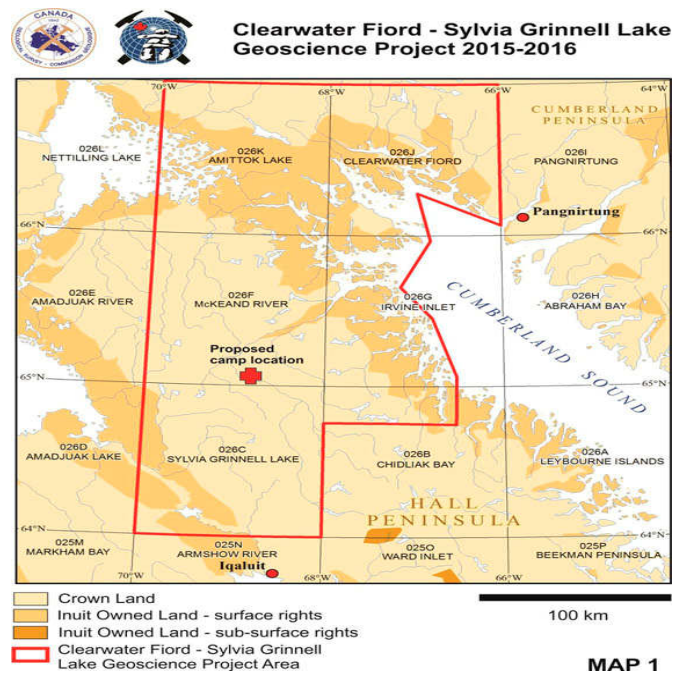 CANADA
Clearwater Fiord - Sylvia Grinnell Lake
Geoscience Project 2015-2016
70°W
68°W
66°W
64°W
CUMBERLAND
PENINSULA
026L
NETTILLING LAKE
026K
AMITTOK LAKE
026J
CLEARWATER FIORD
026I
PANGNIRTUNG
Pangnirtung
66°N
66°N
026E
AMADJUAK RIVER
026F
McKEAND RIVER
026G
IRVINE INLET
026H
ABRAHAM BAY
CUMBERLAND SOUND
Proposed
camp location
65°N
65°N
026D
AMADJUAK LAKE
026C
SYLVIA GRINNELL LAKE
026B
CHIDLIAK BAY
026A
LEYBOURNE ISLANDS
HALL
PENINSULA
64°N
64°N
025M
MARKHAM BAY
025N
ARMSHOW RIVER
025O
WARD INLET
025P
BEEKMAN PENINSULA
Iqaluit
70°W
68°W
66°W
Crown Land
Inuit Owned Land - surface rights
Inuit Owned Land - sub-surface rights
Clearwater Fiord - Sylvia Grinnell
Lake Geoscience Project Area
100 km
MAP 1